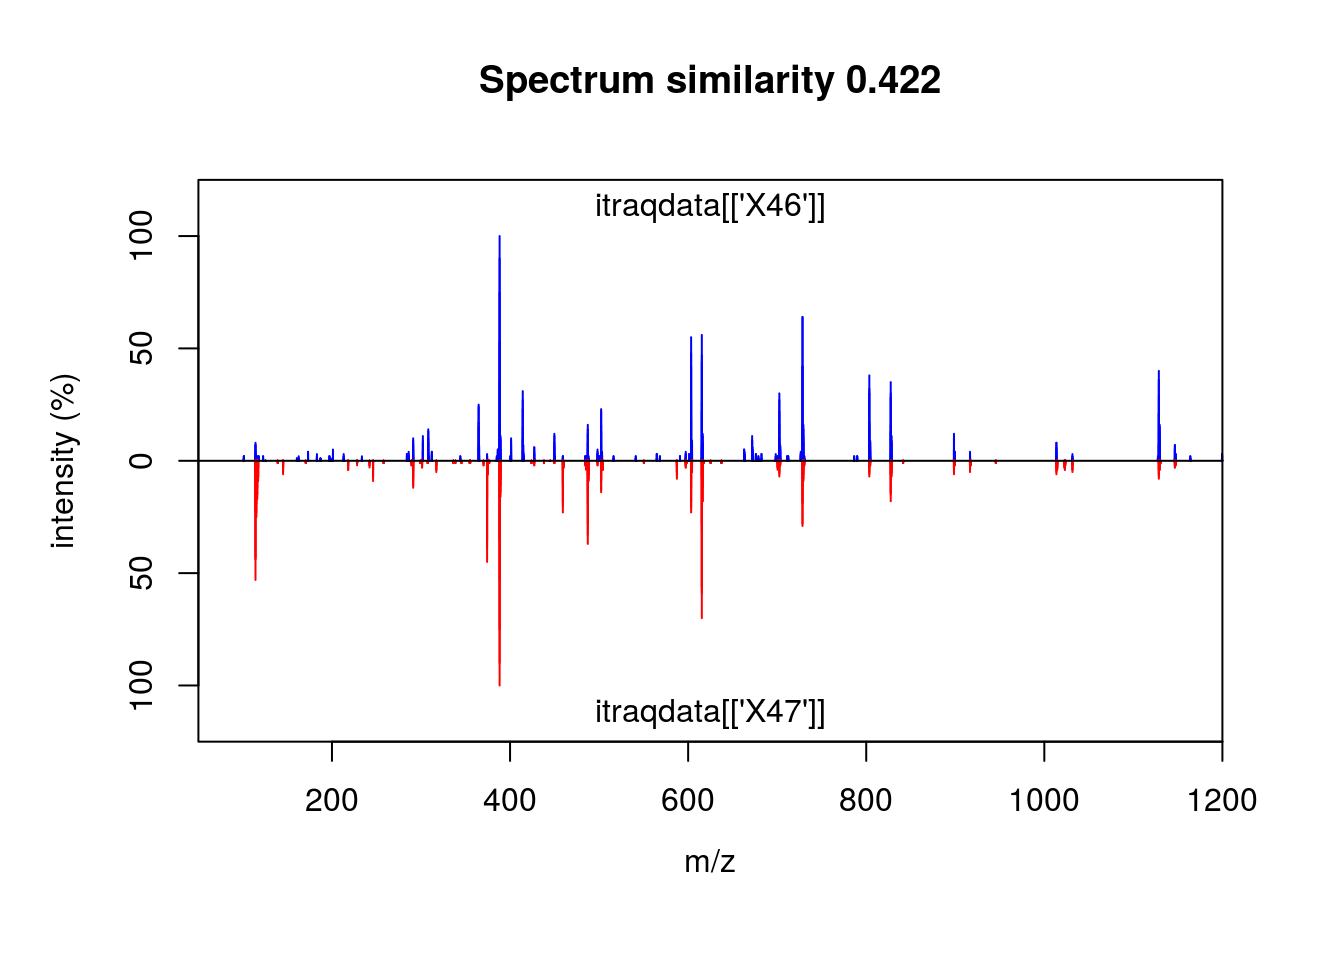 Spectrum similarity 0.422
itraqdata[['X46']]
100
50
0
50
100
intensity (%)
itraqdata[['X47']]
200 400 600 800 1000 1200
m/z